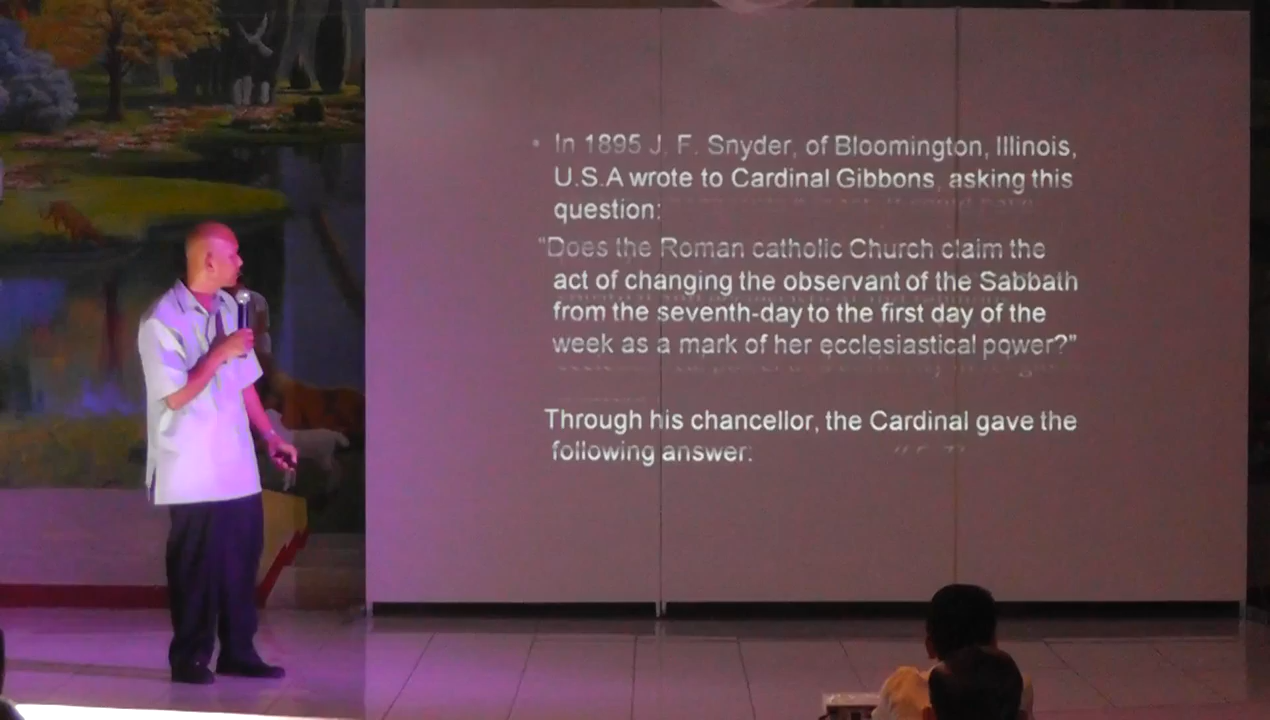 • In 1895 J. F. Snyder, of Bloomington, Illinois,
U.S.A wrote to Cardinal Gibbons, asking this
question:
"Does the Roman catholic Church claim the
act of changing the observant of the Sabbath
from the seventh-day to the first day of the
week as a mark of her ecclesiastical power?"
Through his chancellor, the Cardinal gave the
following answer: